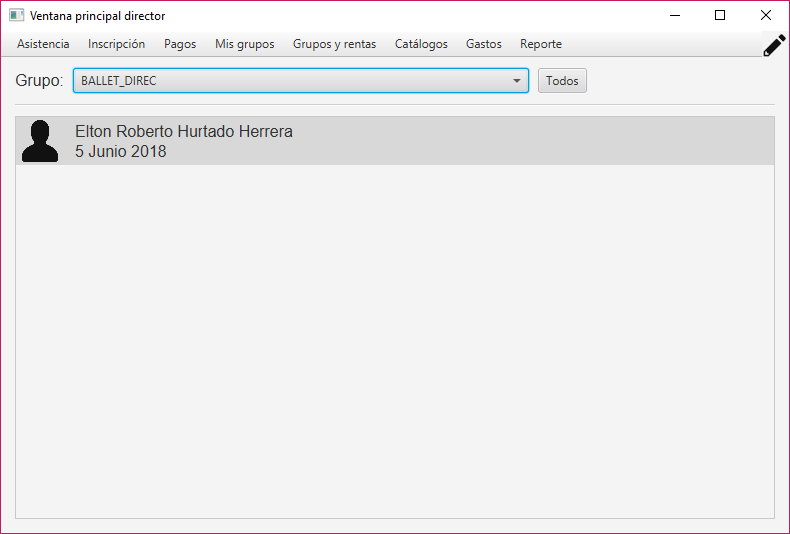 Ventana principal director
Asistencia Inscripción Pagos Mis grupos Grupos y rentas Catálogos Gastos Reporte
Grupo: BALLET_DIREC Todos
Elton Roberto Hurtado Herrera
5 Junio 2018